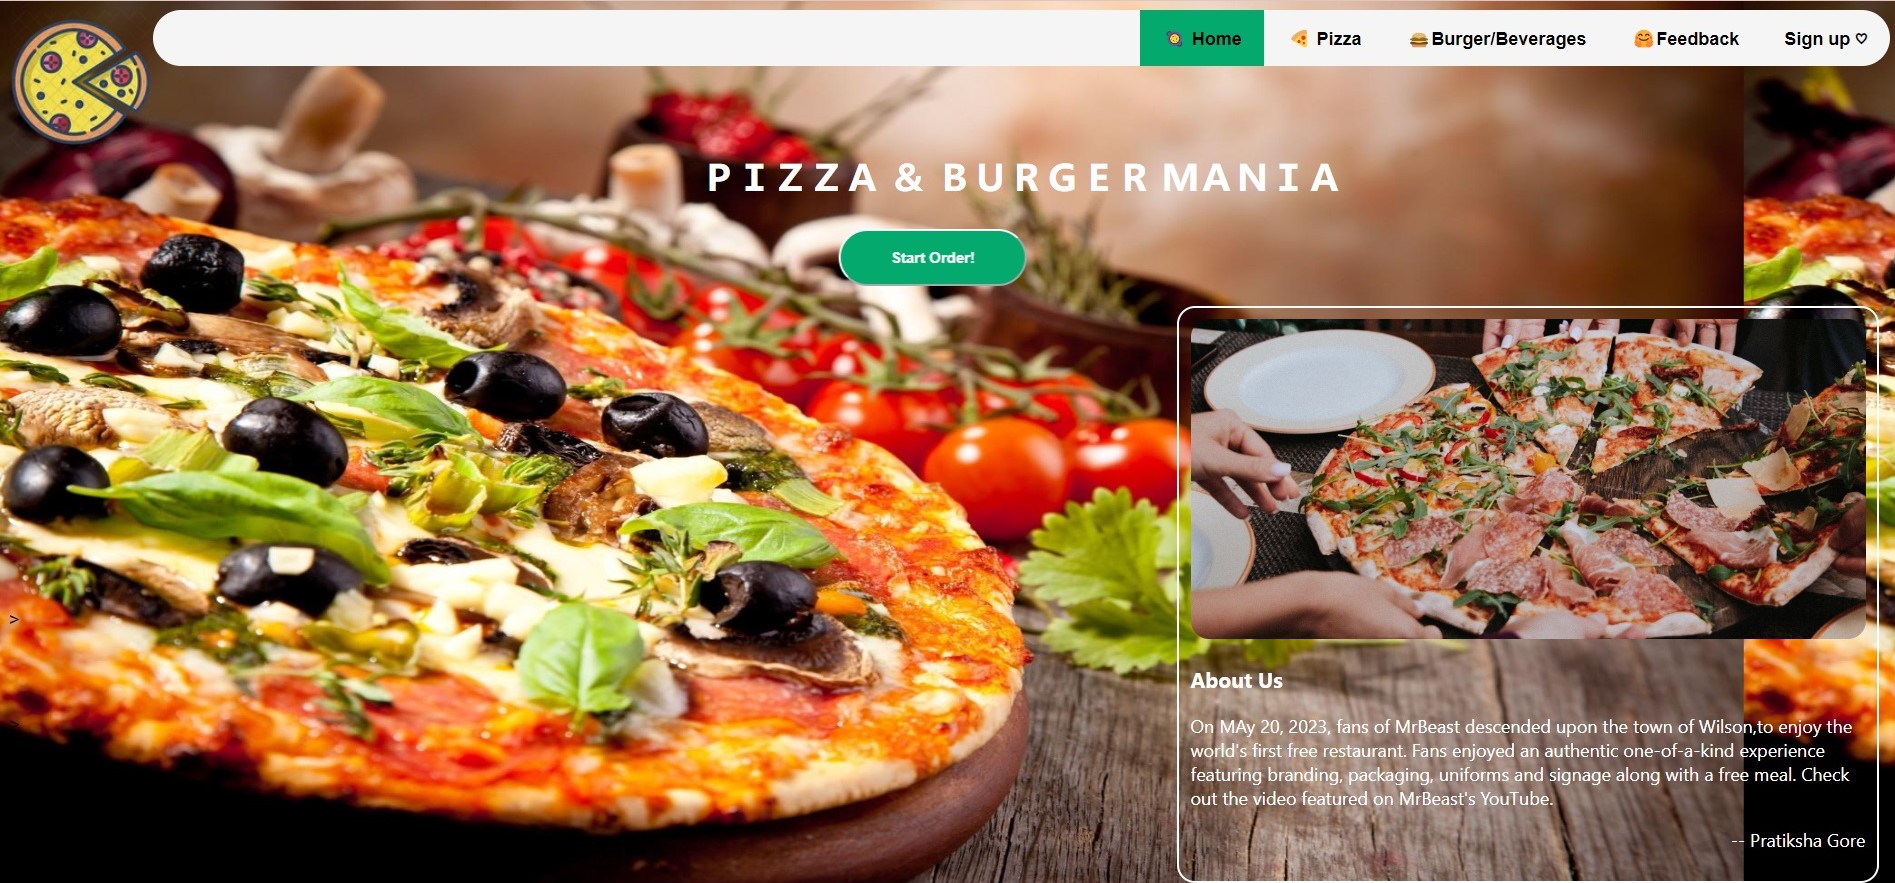 Home Pizza Burger/Beverages Feedback Sign up ♡
PIZZA & BURGER MANIA
Start Order!
>
>
About Us
On MAy 20, 2023, fans of MrBeast descended upon the town of Wilson,to enjoy the
world's first free restaurant. Fans enjoyed an authentic one-of-a-kind experience
featuring branding, packaging, uniforms and signage along with a free meal. Check
out the video featured on MrBeast's YouTube.
-- Pratiksha Gore